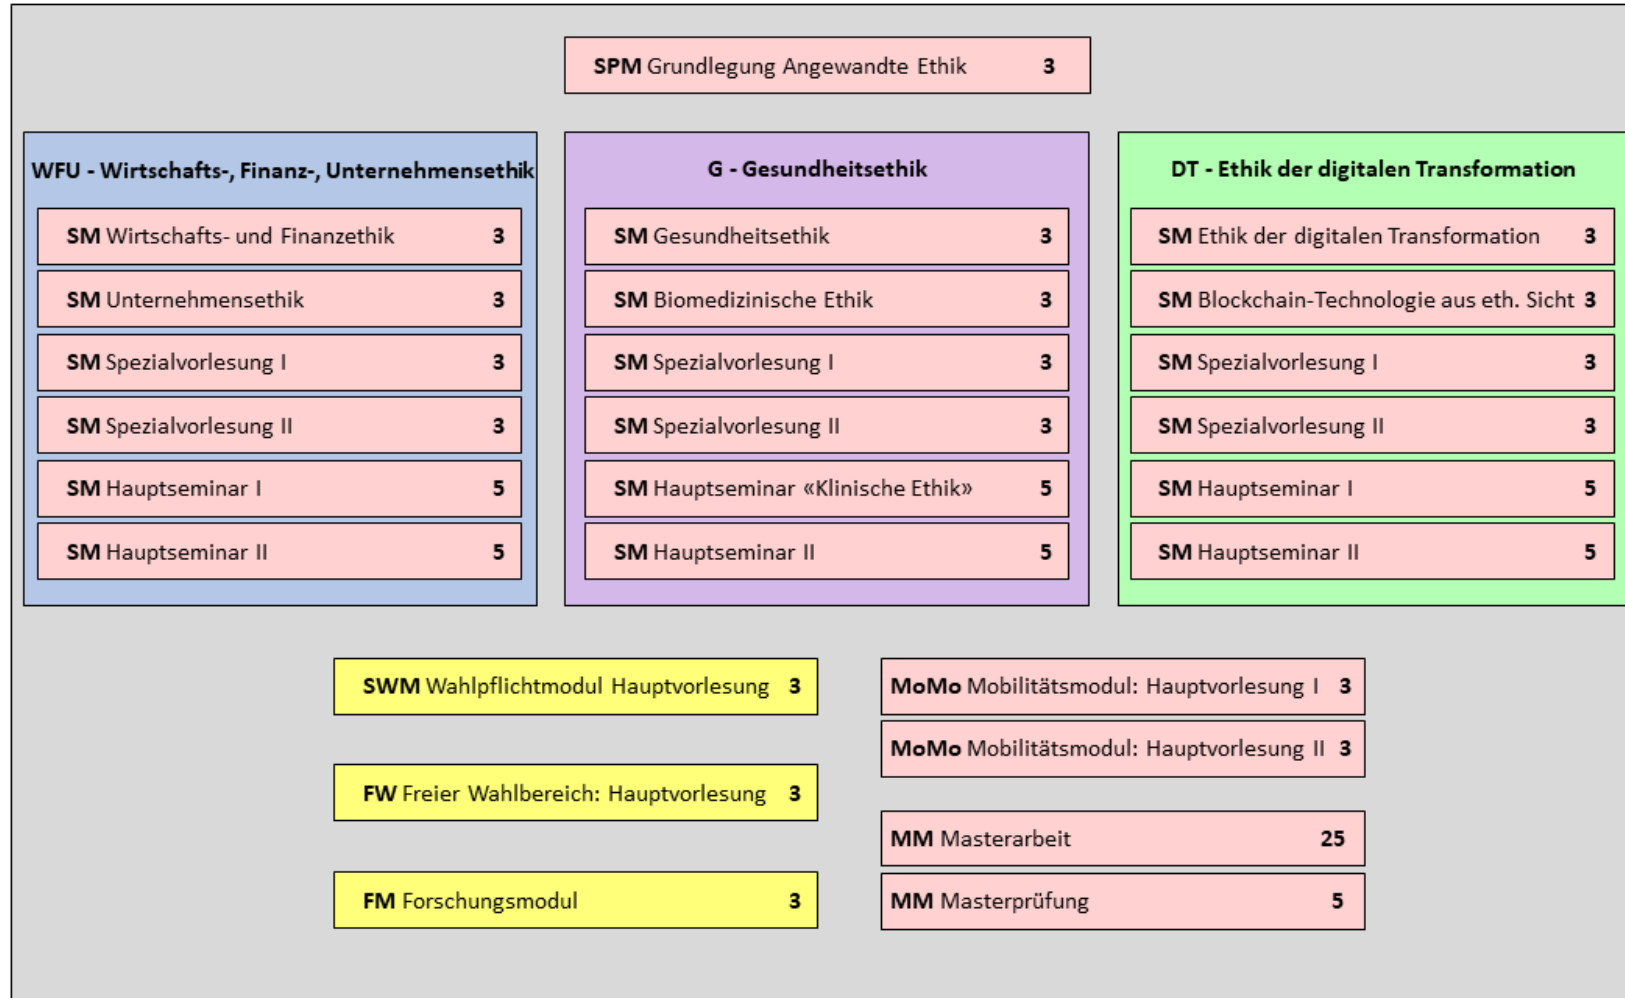 SPM Grundlegung Angewandte Ethik 3
WFU - Wirtschafts-, Finanz-, Unternehmensethik
SM Wirtschafts- und Finanzethik 3
SM Unternehmensethik 3
SM Spezialvorlesung I 3
SM Spezialvorlesung II 3
SM Hauptseminar I 5
SM Hauptseminar II 5
G - Gesundheitsethik
SM Gesundheitsethik 3
SM Biomedizinische Ethik 3
SM Spezialvorlesung I 3
SM Spezialvorlesung II 3
SM Hauptseminar «Klinische Ethik» 5
SM Hauptseminar II 5
DT - Ethik der digitalen Transformation
SM Ethik der digitalen Transformation 3
SM Blockchain-Technologie aus eth. Sicht 3
SM Spezialvorlesung I 3
SM Spezialvorlesung II 3
SM Hauptseminar I 5
SM Hauptseminar II 5
SWM Wahlpflichtmodul Hauptvorlesung 3
FW Freier Wahlbereich: Hauptvorlesung 3
FM Forschungsmodul 3
MoMo Mobilitätsmodul: Hauptvorlesung I 3
MoMo Mobilitätsmodul: Hauptvorlesung II 3
MM Masterarbeit 25
MM Masterprüfung 5